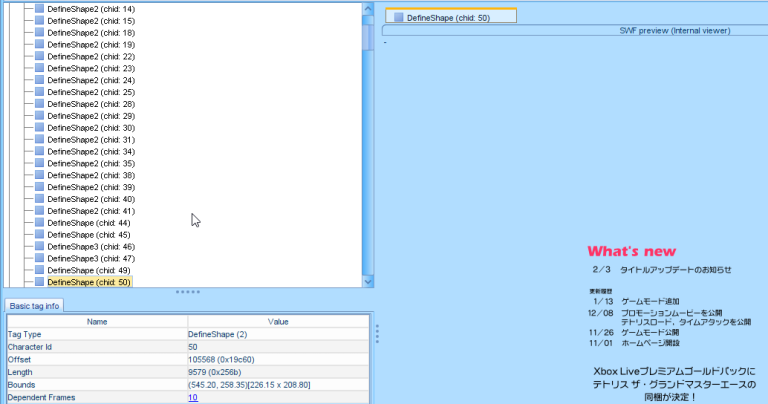 DefineShape2 (chid: 14)
DefineShape2 (chid: 15)
DefineShape2 (chid: 18)
DefineShape2 (chid: 19)
DefineShape2 (chid: 22)
DefineShape2 (chid: 23)
DefineShape2 (chid: 24)
DefineShape2 (chid: 25)
DefineShape2 (chid: 28)
DefineShape2 (chid: 29)
DefineShape2 (chid: 30)
DefineShape2 (chid: 31)
DefineShape2 (chid: 34)
DefineShape2 (chid: 35)
DefineShape2 (chid: 38)
DefineShape2 (chid: 39)
DefineShape2 (chid: 40)
DefineShape2 (chid: 41)
DefineShape (chid: 44)
DefineShape (chid: 45)
DefineShape3 (chid: 46)
DefineShape3 (chid: 47)
DefineShape (chid: 49)
DefineShape (chid: 50)
Basic tag info
Name Value
Tag Type DefineShape (2)
Character Id 50
Offset 105568 (0x19c60)
Length 9579 (0x256b)
Bounds (545.20, 258.35)[226.15 x 208.80]
Dependent Frames 10
DefineShape (chid: 50)
SWF preview (Internal viewer)
What's new
2/3 タイトルアップデートのお知らせ
更新履歴
1/13 ゲームモード追加
12/08 プロモーションムービーを公開
テトリスロード、タイムアタックを公開
11/26 ゲームモード公開
11/01 ホームページ開設
Xbox Liveプレミアムゴールドパックに
テトリス ザ・グランドマスターエースの
同梱が決定！